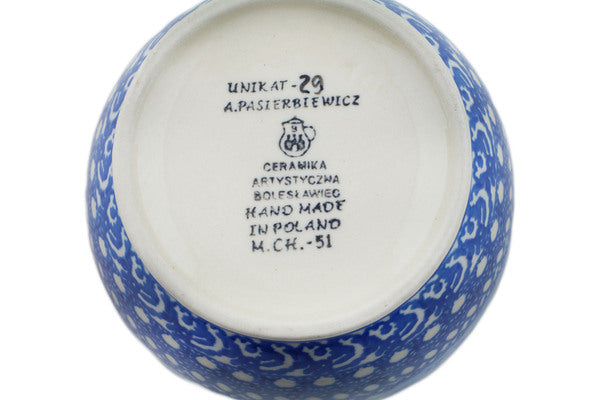 UNIKAT-29
A.PASIERBIEWICZ
CERAMIKA
ARTYSTYCZNA
BOLESŁAWIEC
HAND MADE
IN POLAND
M.CH.-51